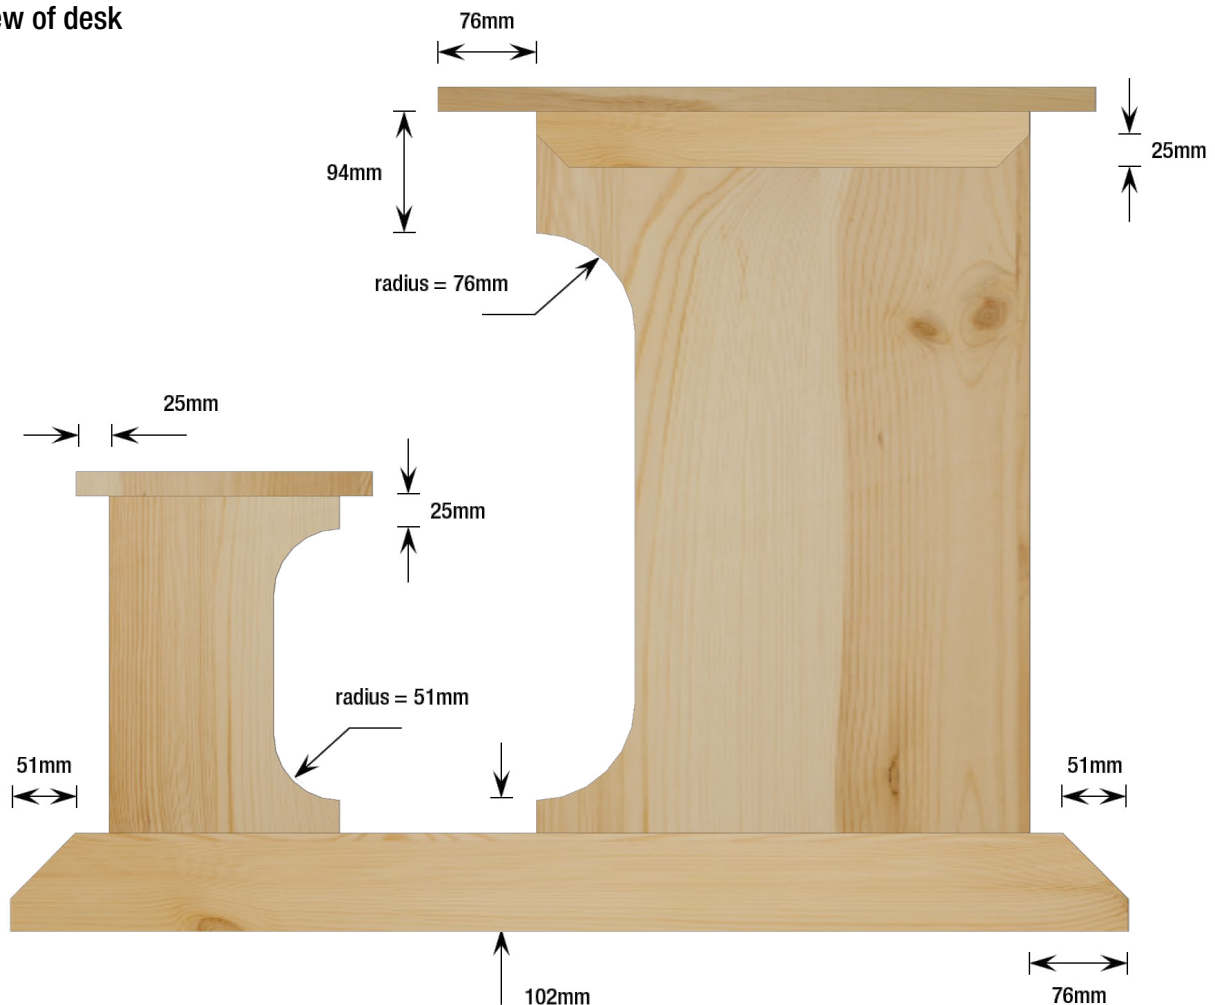 ew of desk
76mm
94mm
25mm
radius = 76mm
25mm
25mm
radius = 51mm
51mm
51mm
102mm
76mm